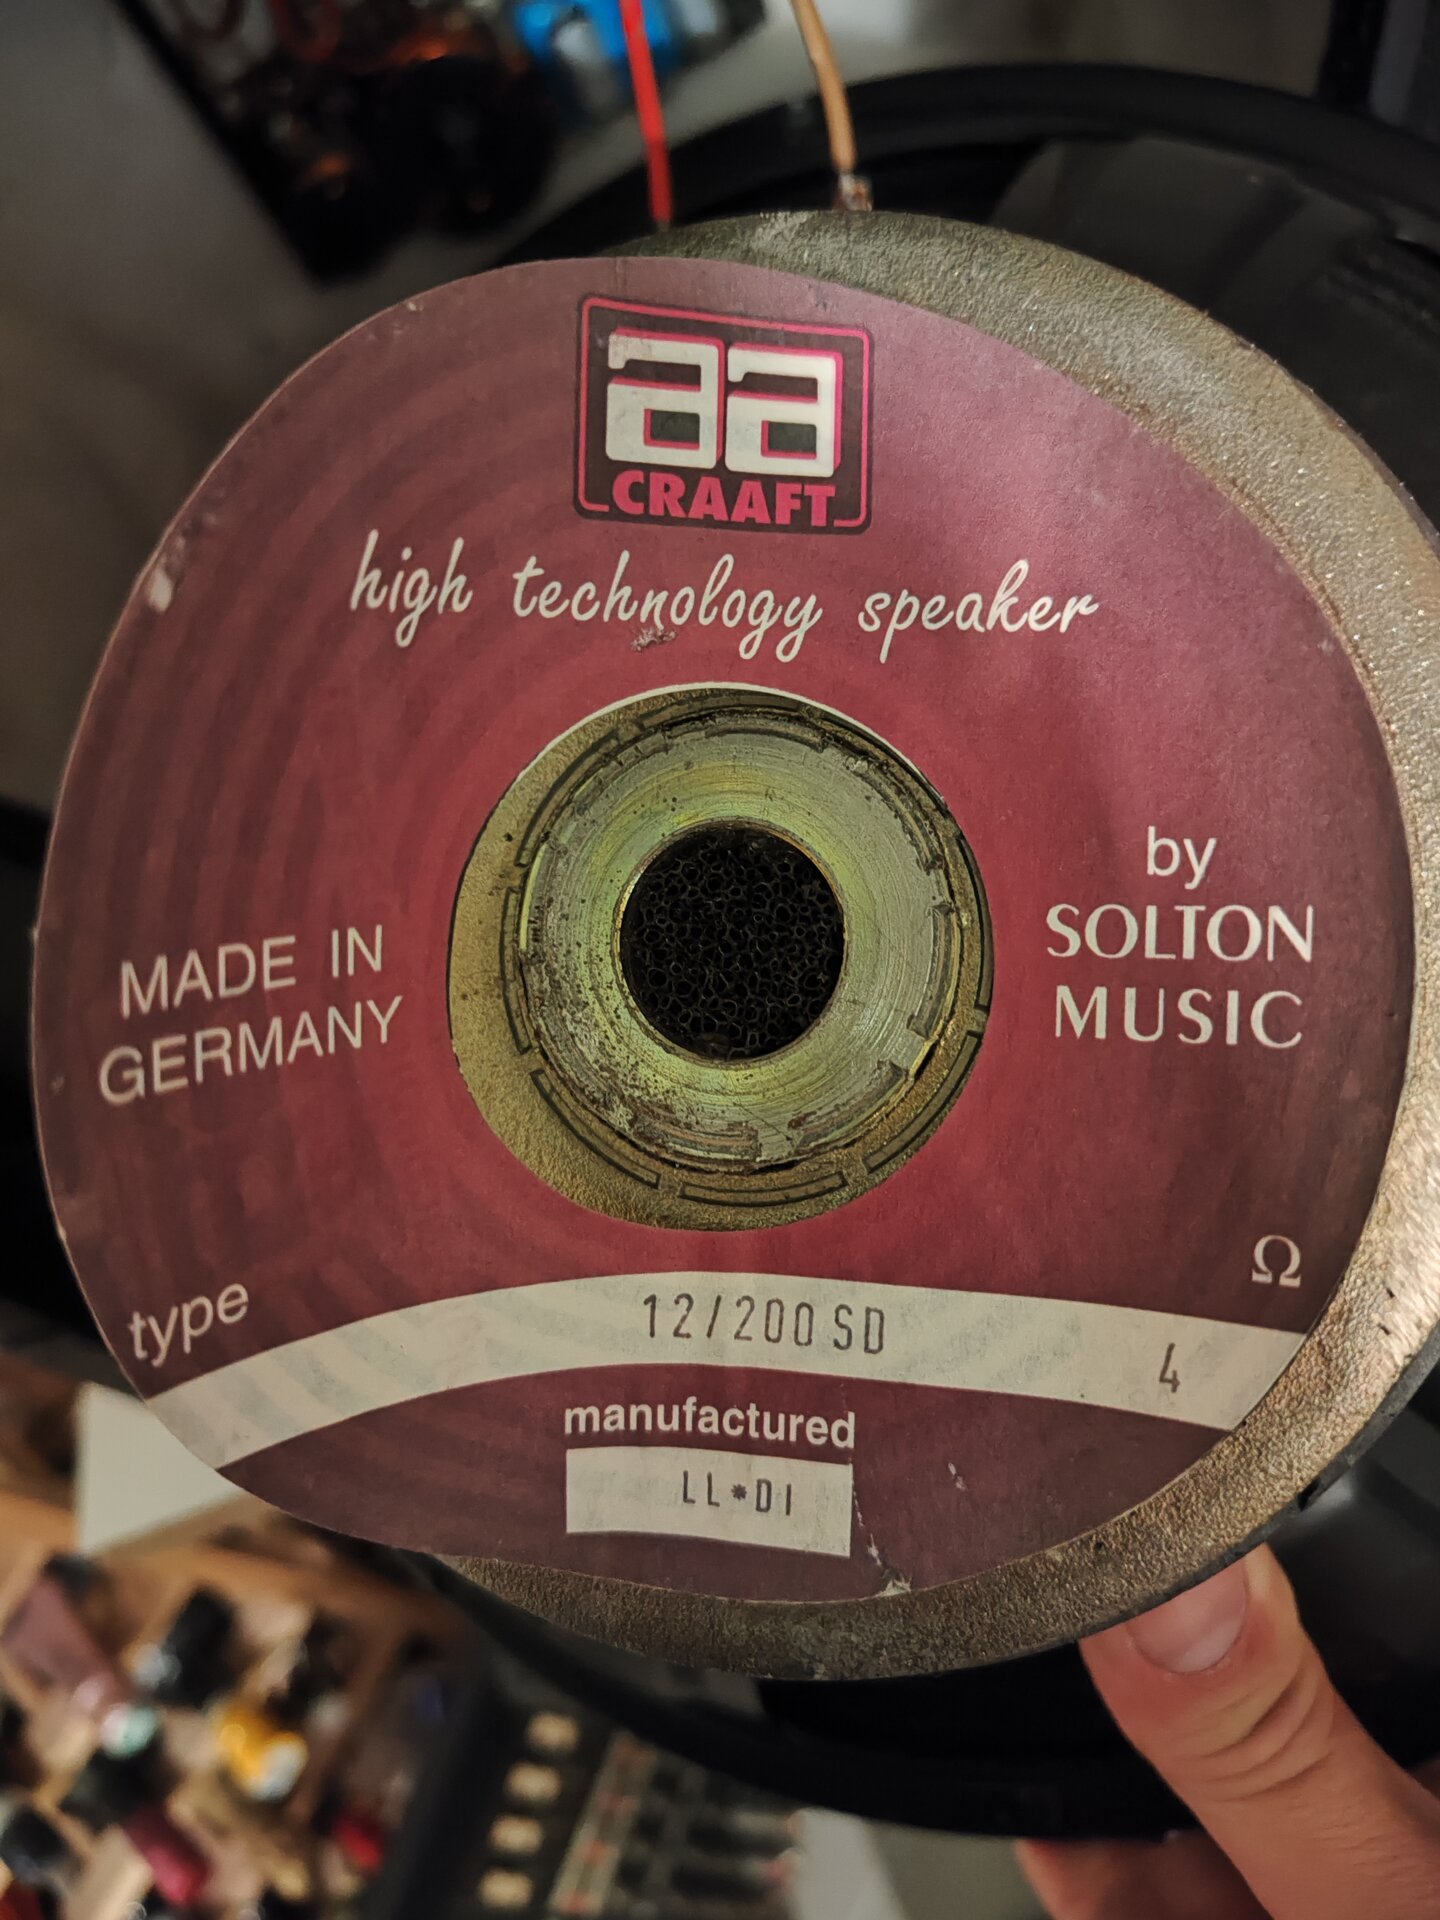 aa
CRAAFT
high technology speaker
MADE IN
GERMANY
by
SOLTON
MUSIC
Ω
type
12/200 SD
4
manufactured
LL*DI